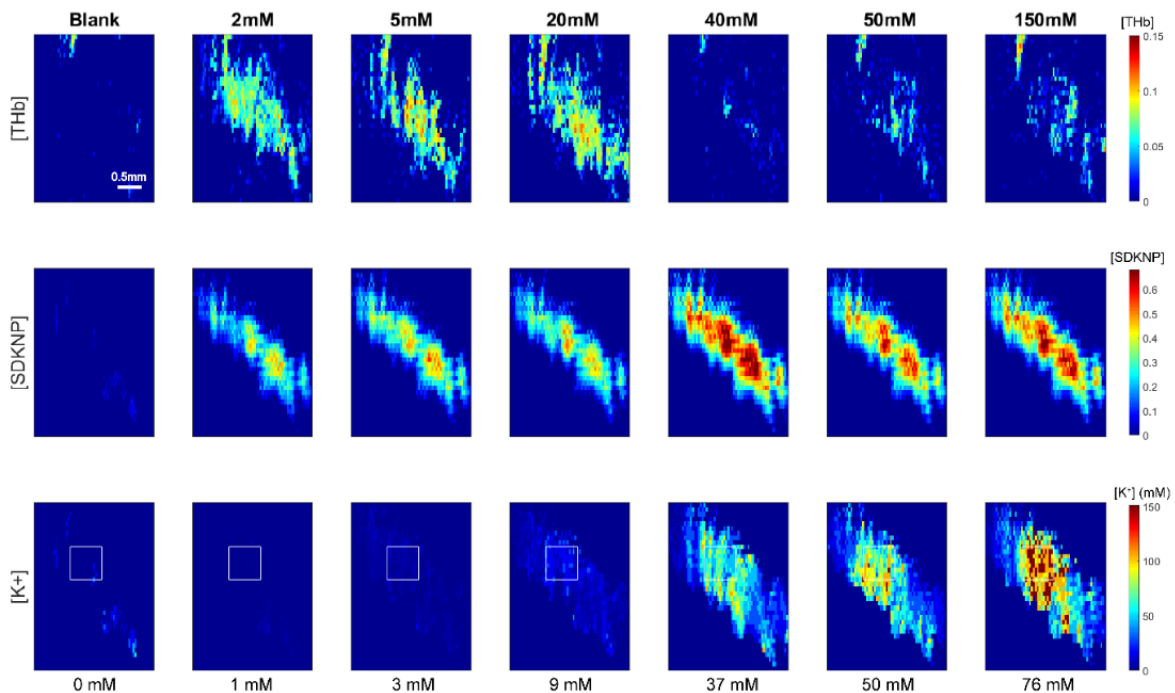 Blank 2mM 5mM 20mM 40mM 50mM 150mM [THb]
[THb]
0.5mm
0.15
0.1
0.05
0
[SDKNP]
[SDKNP]
0.6
0.5
0.4
0.3
0.2
0.1
0
[K+]
[K⁺] (mM)
150
100
50
0
0 mM 1 mM 3 mM 9 mM 37 mM 50 mM 76 mM